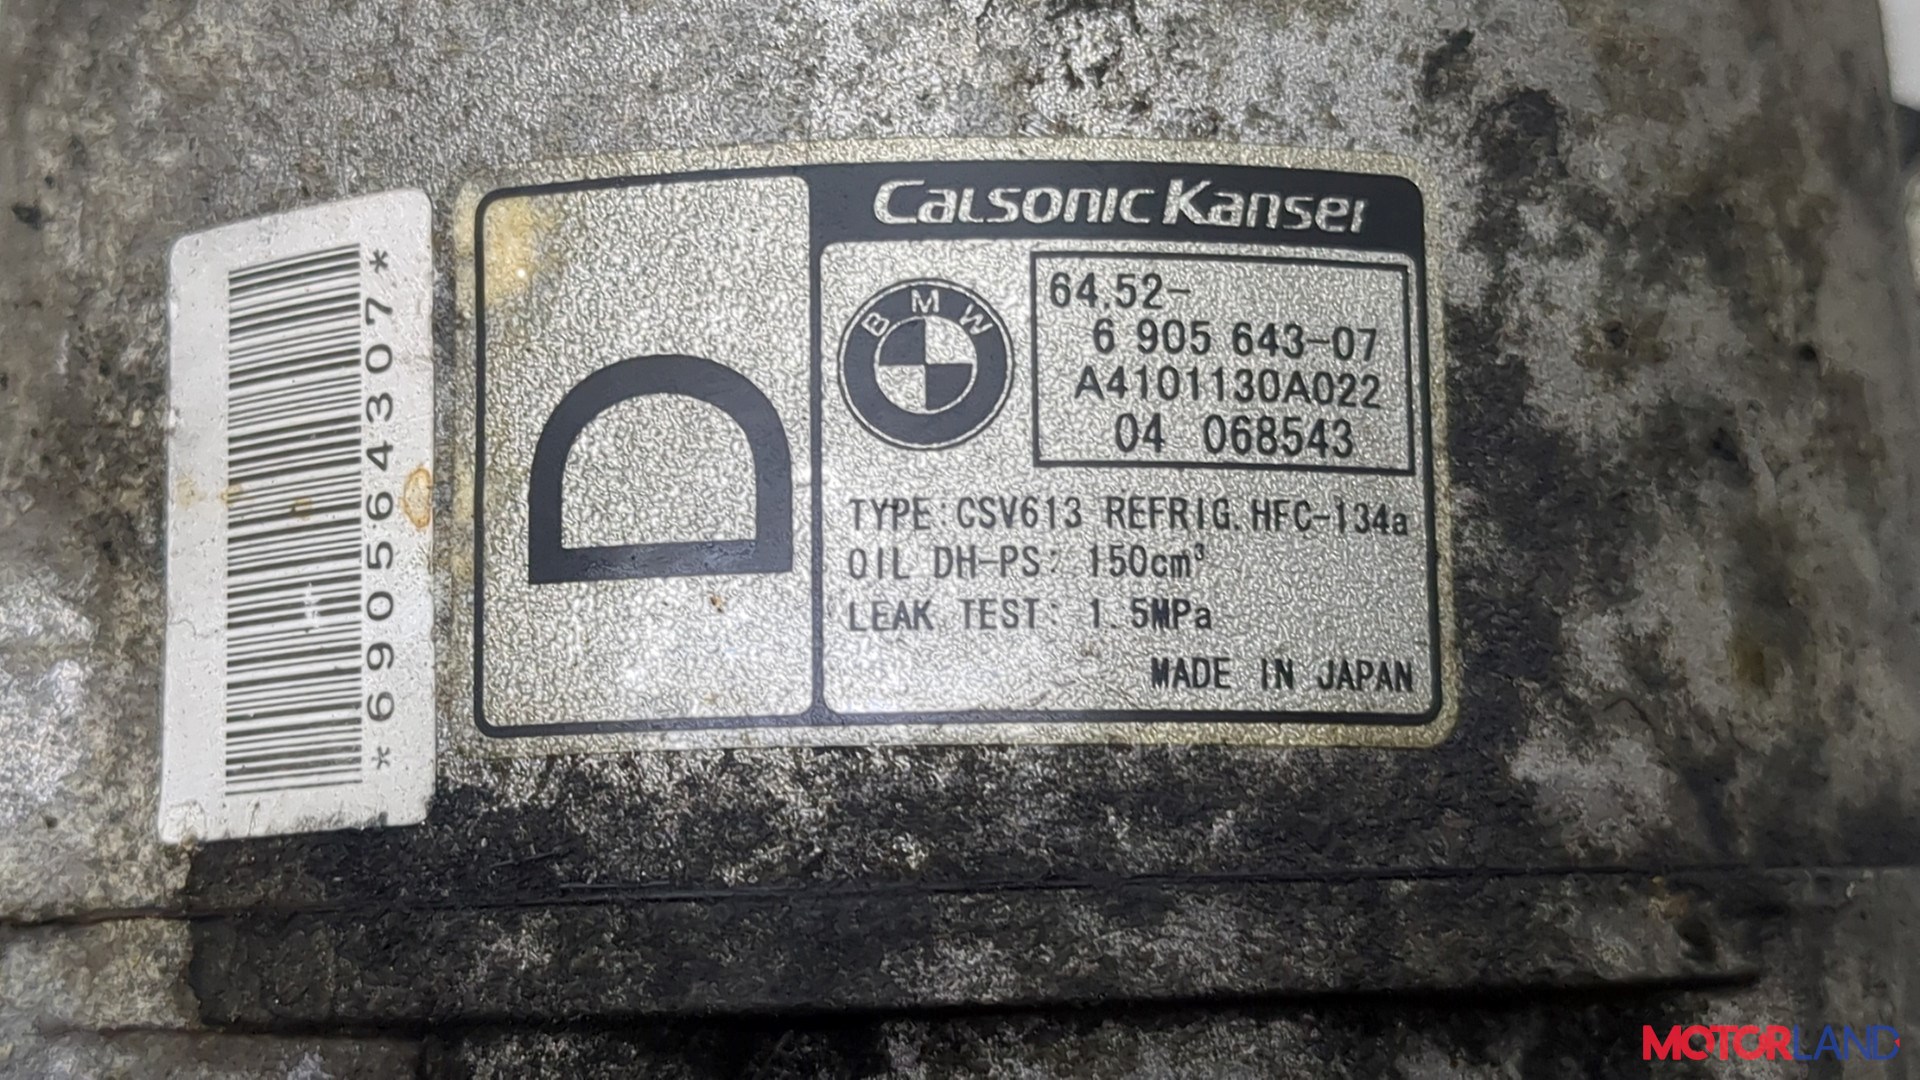 *690564307*
D
CALSONIC KANSEI
BMW
64.52-
6 905 643-07
A4101130A022
04 068543
TYPE: CSV613 REFRIG. HFC-134a
OIL DH-PS: 150cm³
LEAK TEST: 1.5MPa
MADE IN JAPAN
MOTORLAND